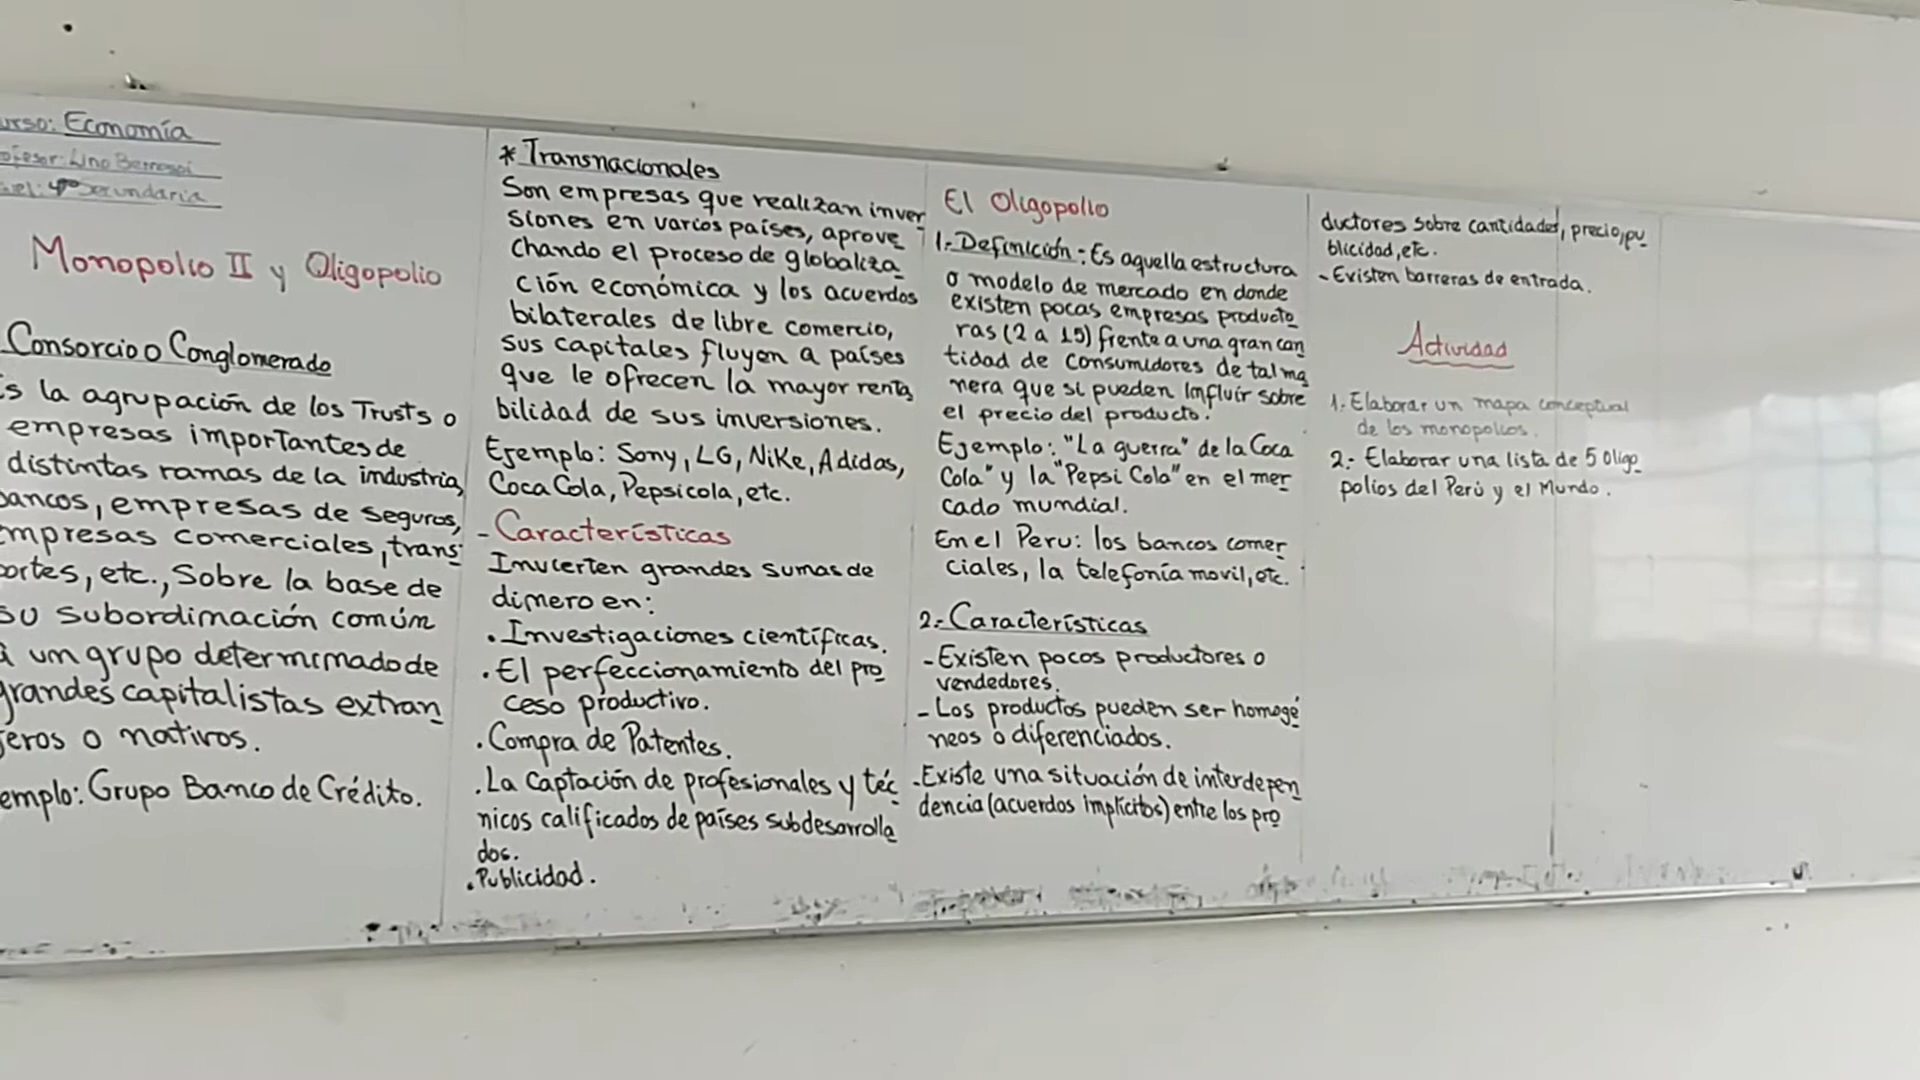 urso: Economía
ofesor: Lino Berrospi
vel: 4º Secundaria
Monopolio II y Oligopolio
Consorcio o Conglomerado
s la agrupación de los Trusts o
empresas importantes de
distintas ramas de la industria,
bancos, empresas de seguros,
mpresas comerciales, trans
ortes, etc., Sobre la base de
su subordinación común
a un grupo determinado de
grandes capitalistas extran
jeros o nativos.
emplo: Grupo Banco de Crédito.
* Transnacionales
Son empresas que realizan inver
siones en varios países, aprove
chando el proceso de globaliza
ción económica y los acuerdos
bilaterales de libre comercio,
sus capitales fluyen a países
que le ofrecen la mayor renta
bilidad de sus inversiones.
Ejemplo: Sony, LG, Nike, Adidas,
Coca Cola, Pepsicola, etc.
- Características
Invierten grandes sumas de
dinero en:
. Investigaciones científicas.
. El perfeccionamiento del pro
ceso productivo.
. Compra de Patentes.
. La Captación de profesionales y téc
nicos calificados de países subdesarrolla
dos.
. Publicidad.
El Oligopolio
1.- Definición: Es aquella estructura
o modelo de mercado en donde
existen pocas empresas producto
ras (2 a 15) frente a una gran can
tidad de consumidores de tal ma
nera que si pueden influír sobre
el precio del producto.
Ejemplo: "La guerra" de la Coca
Cola" y la "Pepsi Cola" en el mer
cado mundial.
En el Peru: los bancos comer
ciales, la telefonía movil, etc.
2.- Características
- Existen pocos productores o
vendedores.
- Los productos pueden ser homogé
neos o diferenciados.
- Existe una situación de interdepen
dencia (acuerdos implícitos) entre los pro
ductores sobre cantidades, precio, pu
blicidad, etc.
- Existen barreras de entrada.
Actividad
1.- Elaborar un mapa conceptual
de los monopolios.
2.- Elaborar una lista de 5 Oligo
polios del Perú y el Mundo.